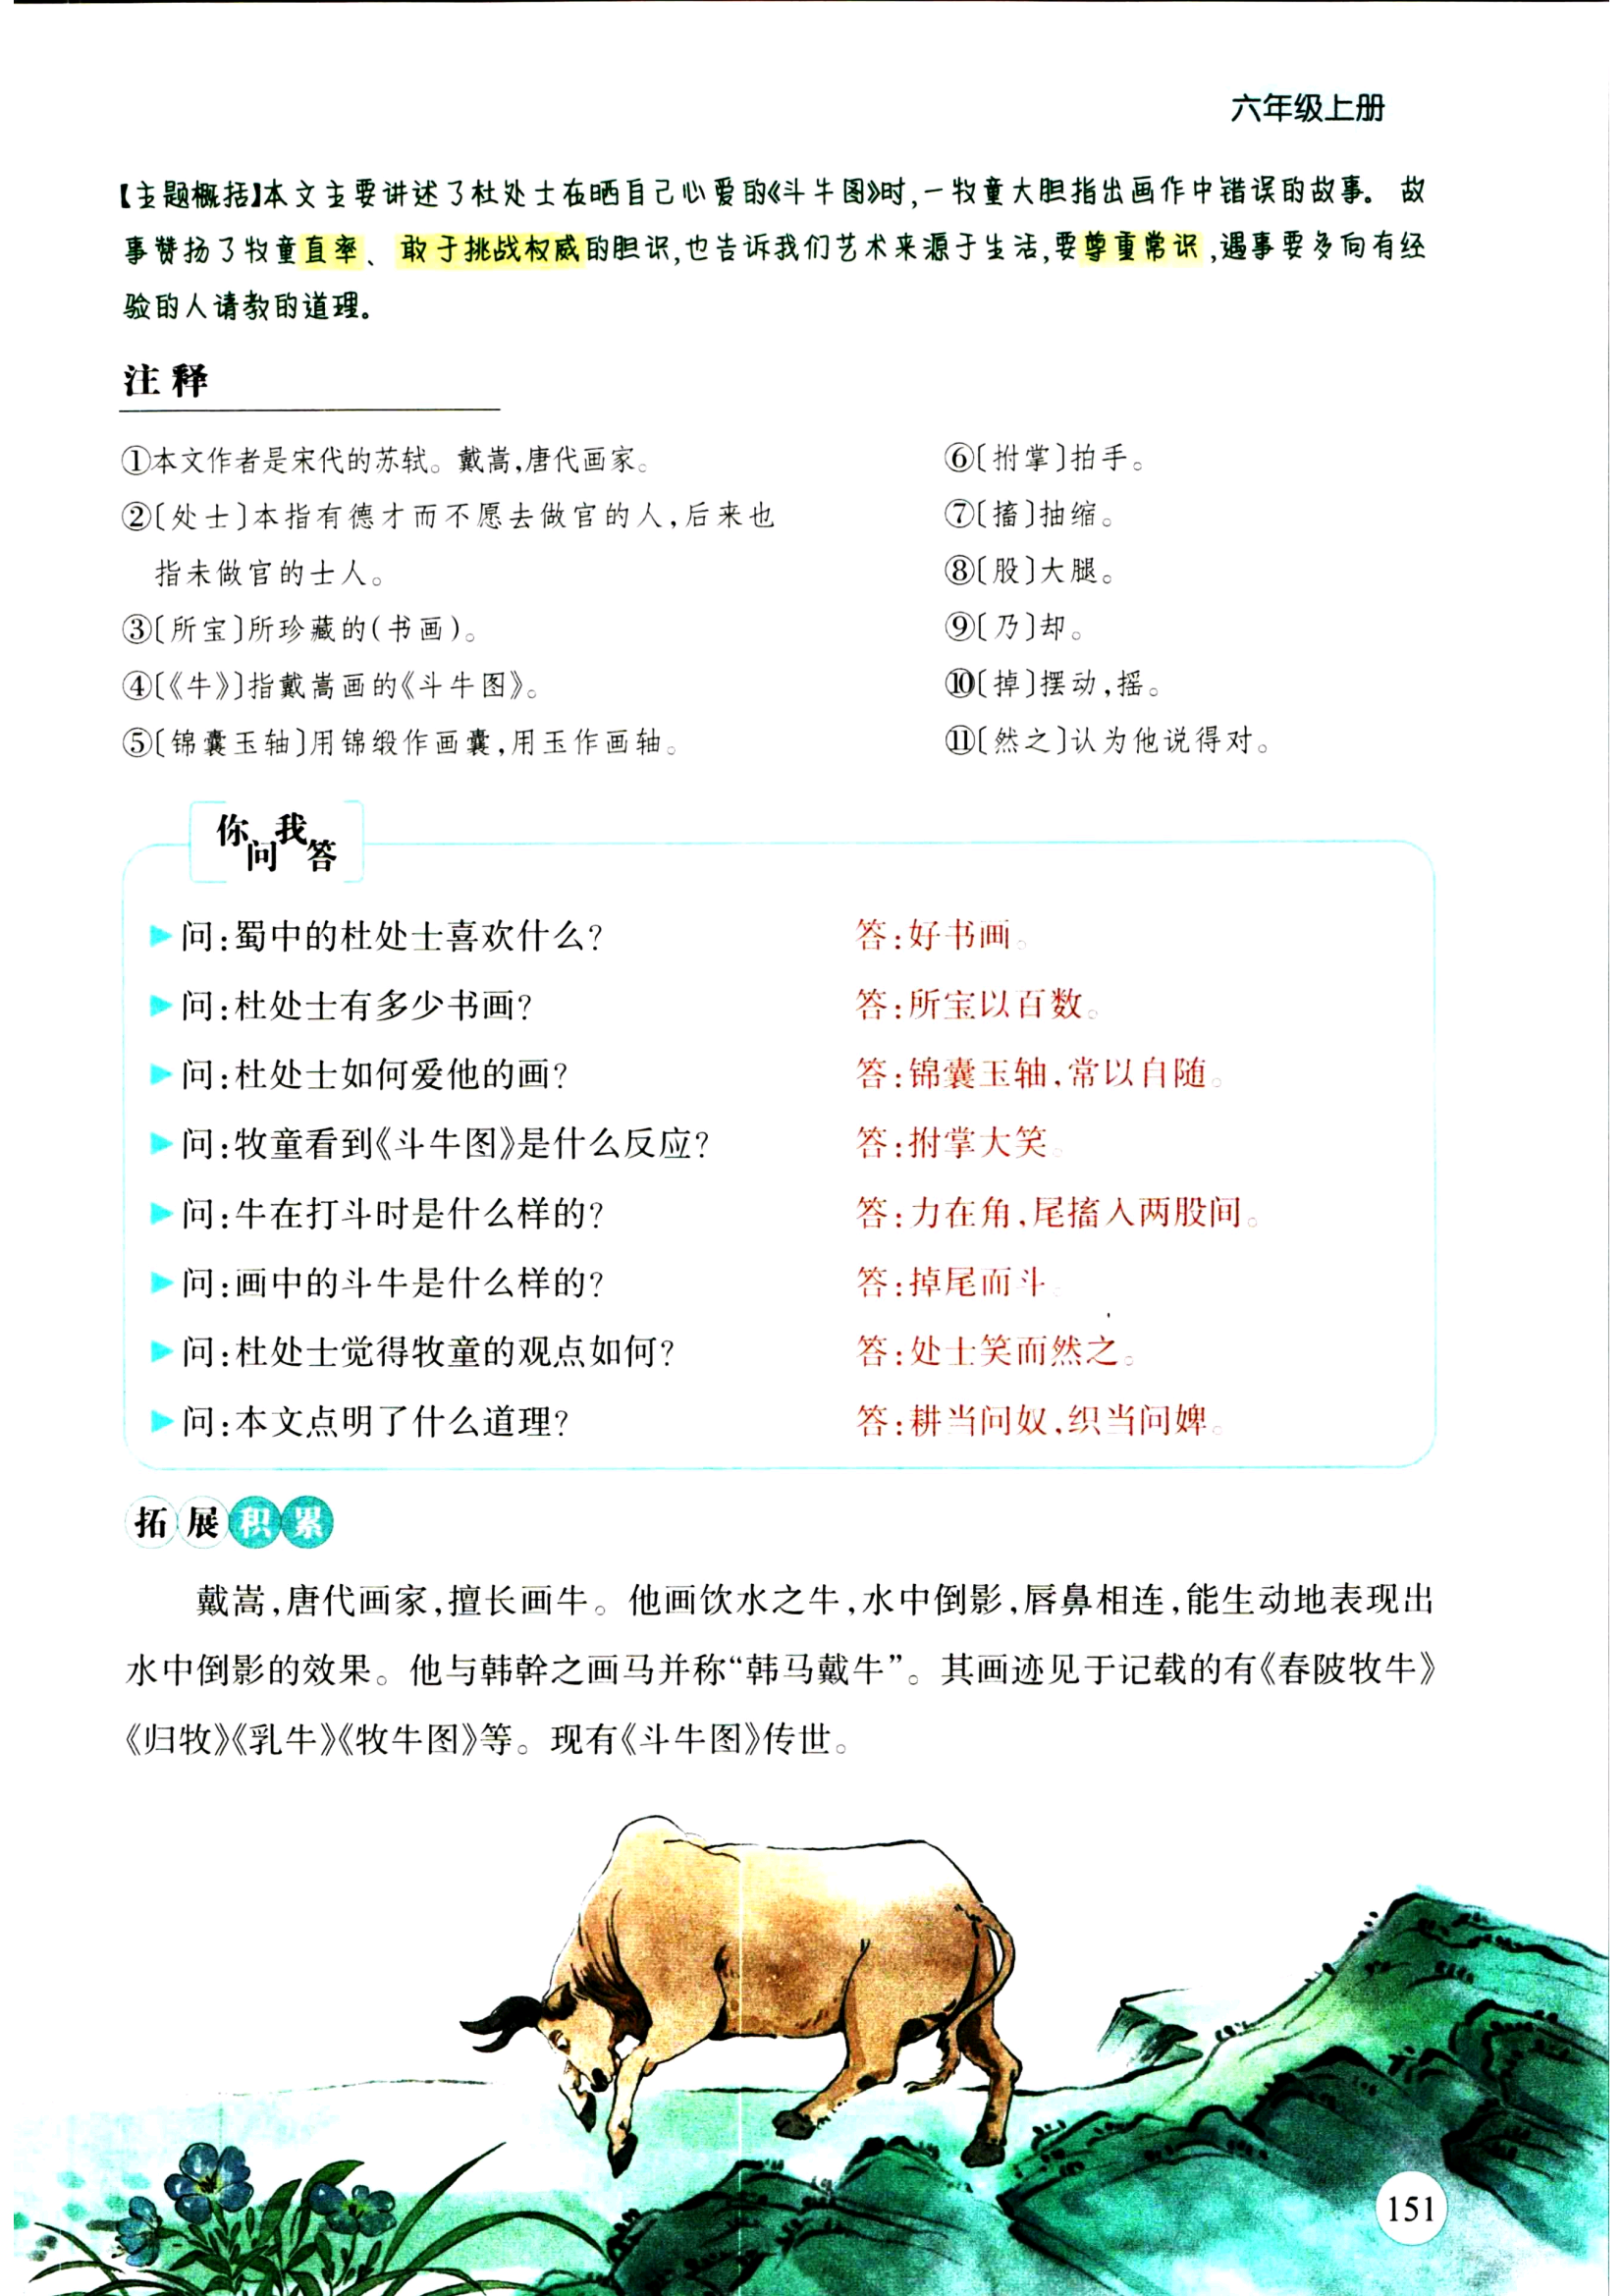 六年级上册
【主题概括】本文主要讲述了杜处士在晒自己心爱的《斗牛图》时,一牧童大胆指出画作中错误的故事。故
事赞扬了牧童直率、敢于挑战权威的胆识,也告诉我们艺术来源于生活,要尊重常识,遇事要多向有经
验的人请教的道理。
注释
①本文作者是宋代的苏轼。戴嵩,唐代画家。
②〔处士〕本指有德才而不愿去做官的人,后来也
指未做官的士人。
③〔所宝〕所珍藏的(书画)。
④〔《牛》〕指戴嵩画的《斗牛图》。
⑤〔锦囊玉轴〕用锦缎作画囊,用玉作画轴。
⑥〔拊掌〕拍手。
⑦〔搐〕抽缩。
⑧〔股〕大腿。
⑨〔乃〕却。
⑩〔掉〕摆动,摇。
⑪〔然之〕认为他说得对。
你问我答
问:蜀中的杜处士喜欢什么? 答:好书画。
问:杜处士有多少书画? 答:所宝以百数。
问:杜处士如何爱他的画? 答:锦囊玉轴,常以自随。
问:牧童看到《斗牛图》是什么反应? 答:拊掌大笑。
问:牛在打斗时是什么样的? 答:力在角,尾搐入两股间。
问:画中的斗牛是什么样的? 答:掉尾而斗。
问:杜处士觉得牧童的观点如何? 答:处士笑而然之。
问:本文点明了什么道理? 答:耕当问奴,织当问婢。
拓展积累
戴嵩,唐代画家,擅长画牛。他画饮水之牛,水中倒影,唇鼻相连,能生动地表现出
水中倒影的效果。他与韩幹之画马并称“韩马戴牛”。其画迹见于记载的有《春陂牧牛》
《归牧》《乳牛》《牧牛图》等。现有《斗牛图》传世。
151